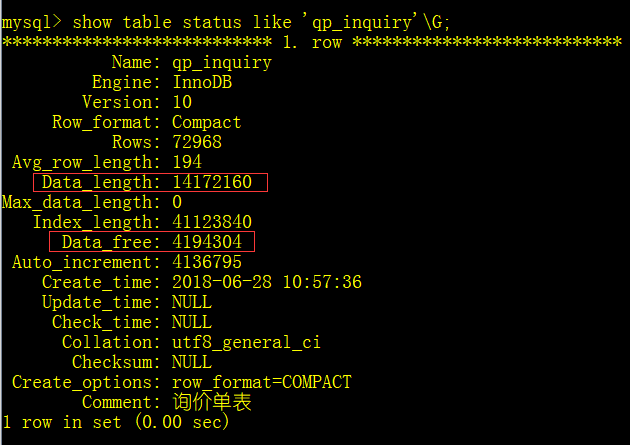 mysql> show table status like 'qp_inquiry'\G;
*************************** 1. row ***************************
Name: qp_inquiry
Engine: InnoDB
Version: 10
Row_format: Compact
Rows: 72968
Avg_row_length: 194
Data_length: 14172160
Max_data_length: 0
Index_length: 41123840
Data_free: 4194304
Auto_increment: 4136795
Create_time: 2018-06-28 10:57:36
Update_time: NULL
Check_time: NULL
Collation: utf8_general_ci
Checksum: NULL
Create_options: row_format=COMPACT
Comment: 询价单表
1 row in set (0.00 sec)